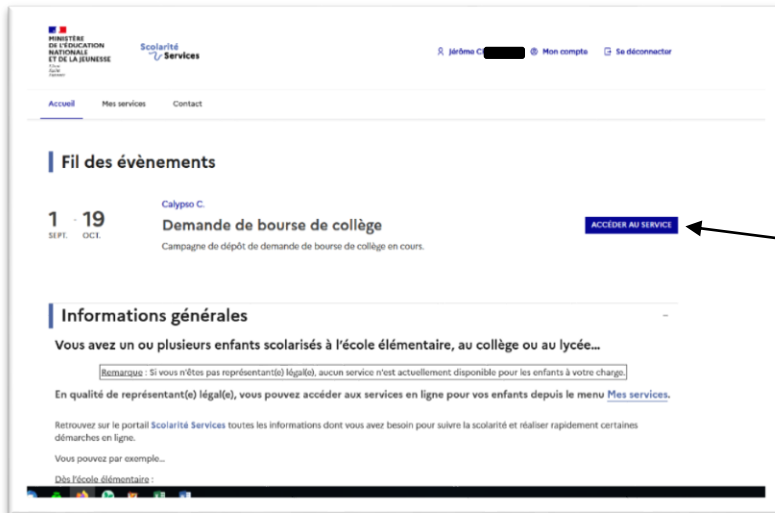 MINISTÈRE
DE L'ÉDUCATION
NATIONALE
ET DE LA JEUNESSE
Scolarité
Services
Jérôme C
Mon compte
Se déconnecter
Accueil
Mes services
Contact
Fil des évènements
1 - 19
SEPT. OCT.
Calypso C.
Demande de bourse de collège
Campagne de dépôt de demande de bourse de collège en cours.
ACCÉDER AU SERVICE
Informations générales
Vous avez un ou plusieurs enfants scolarisés à l'école élémentaire, au collège ou au lycée...
Remarque : Si vous n'êtes pas représentant(e) légal(e), aucun service n'est actuellement disponible pour les enfants à votre charge.
En qualité de représentant(e) légal(e), vous pouvez accéder aux services en ligne pour vos enfants depuis le menu Mes services.
Retrouvez sur le portail Scolarité Services toutes les informations dont vous avez besoin pour suivre la scolarité et réaliser rapidement certaines
démarches en ligne.
Vous pouvez par exemple...
Dès l'école élémentaire :